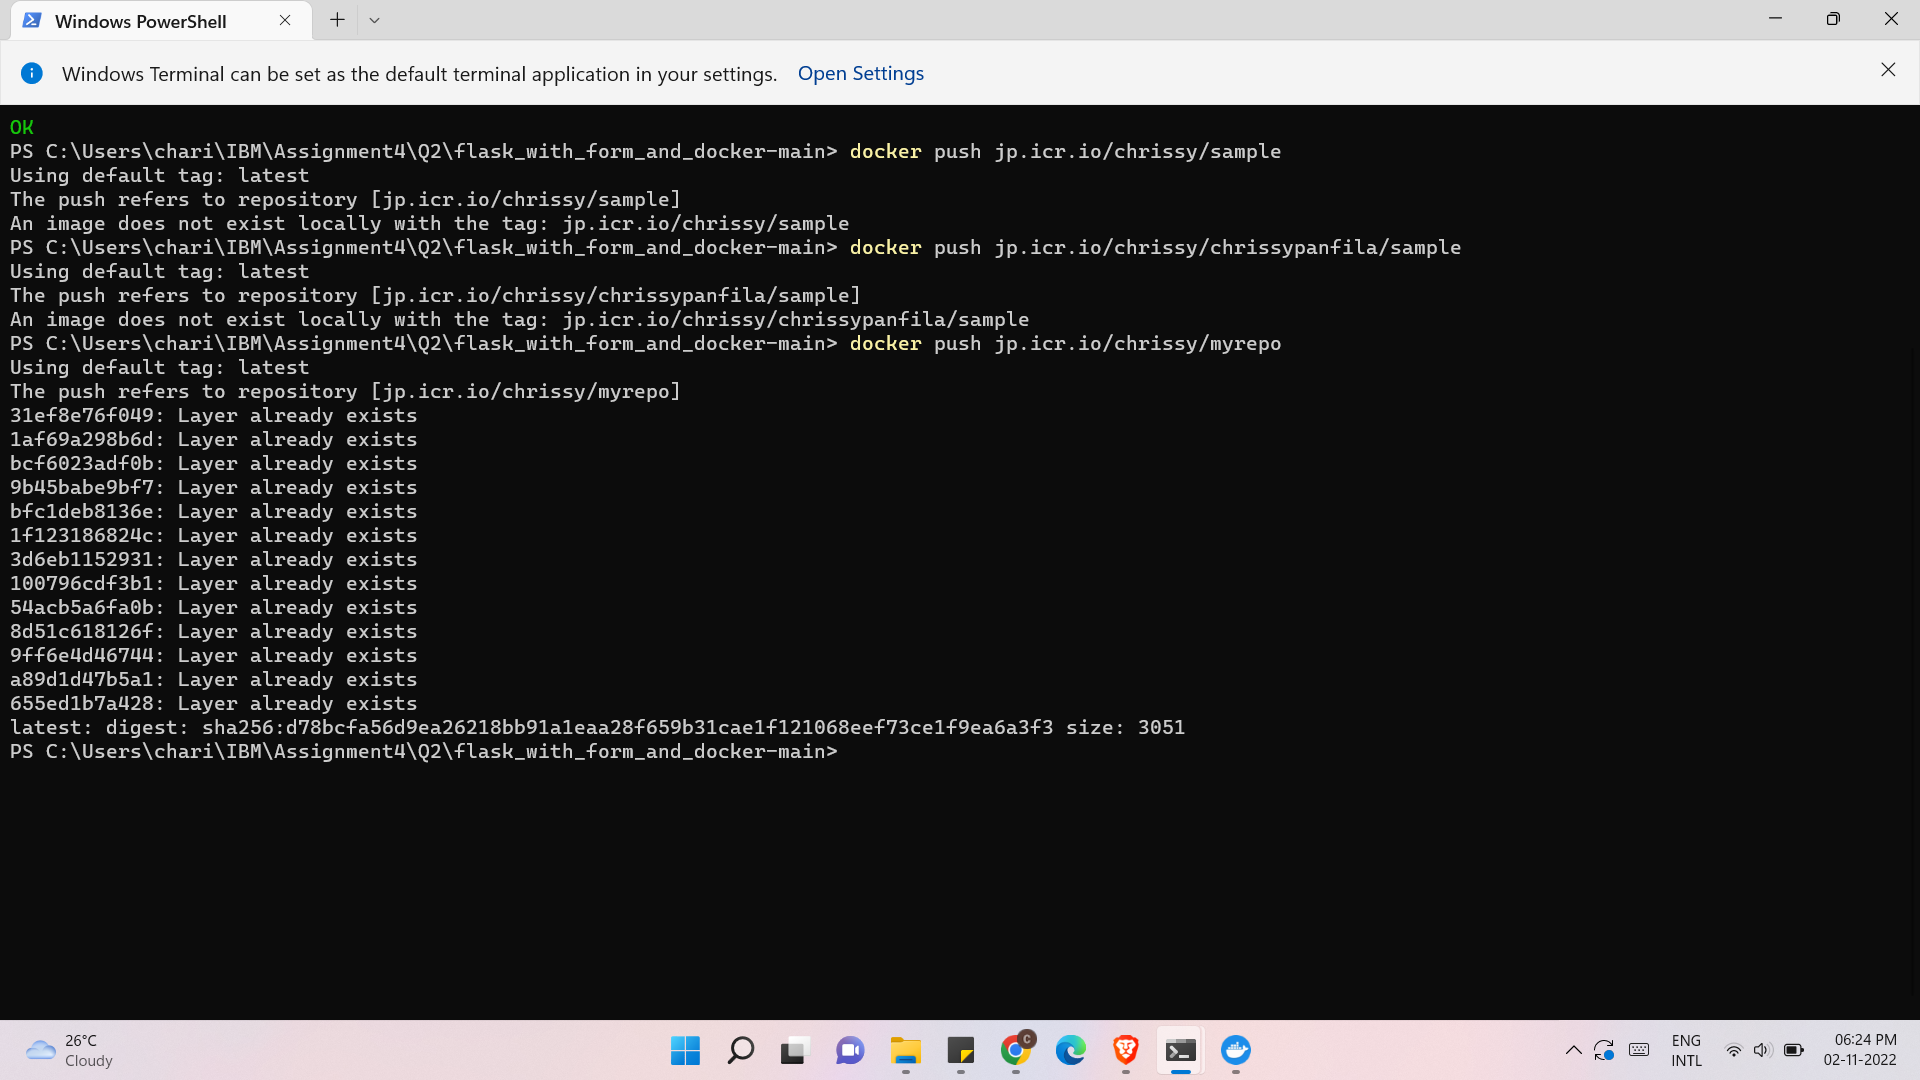 Windows PowerShell
Windows Terminal can be set as the default terminal application in your settings. Open Settings
OK
PS C:\Users\chari\IBM\Assignment4\Q2\flask_with_form_and_docker-main> docker push jp.icr.io/chrissy/sample
Using default tag: latest
The push refers to repository [jp.icr.io/chrissy/sample]
An image does not exist locally with the tag: jp.icr.io/chrissy/sample
PS C:\Users\chari\IBM\Assignment4\Q2\flask_with_form_and_docker-main> docker push jp.icr.io/chrissy/chrissypanfila/sample
Using default tag: latest
The push refers to repository [jp.icr.io/chrissy/chrissypanfila/sample]
An image does not exist locally with the tag: jp.icr.io/chrissy/chrissypanfila/sample
PS C:\Users\chari\IBM\Assignment4\Q2\flask_with_form_and_docker-main> docker push jp.icr.io/chrissy/myrepo
Using default tag: latest
The push refers to repository [jp.icr.io/chrissy/myrepo]
31ef8e76f049: Layer already exists
1af69a298b6d: Layer already exists
bcf6023adf0b: Layer already exists
9b45babe9bf7: Layer already exists
bfc1deb8136e: Layer already exists
1f123186824c: Layer already exists
3d6eb1152931: Layer already exists
100796cdf3b1: Layer already exists
54acb5a6fa0b: Layer already exists
8d51c618126f: Layer already exists
9ff6e4d46744: Layer already exists
a89d1d47b5a1: Layer already exists
655ed1b7a428: Layer already exists
latest: digest: sha256:d78bcfa56d9ea26218bb91a1eaa28f659b31cae1f121068eef73ce1f9ea6a3f3 size: 3051
PS C:\Users\chari\IBM\Assignment4\Q2\flask_with_form_and_docker-main>
26°C
Cloudy
C
ENG
INTL
06:24 PM
02-11-2022